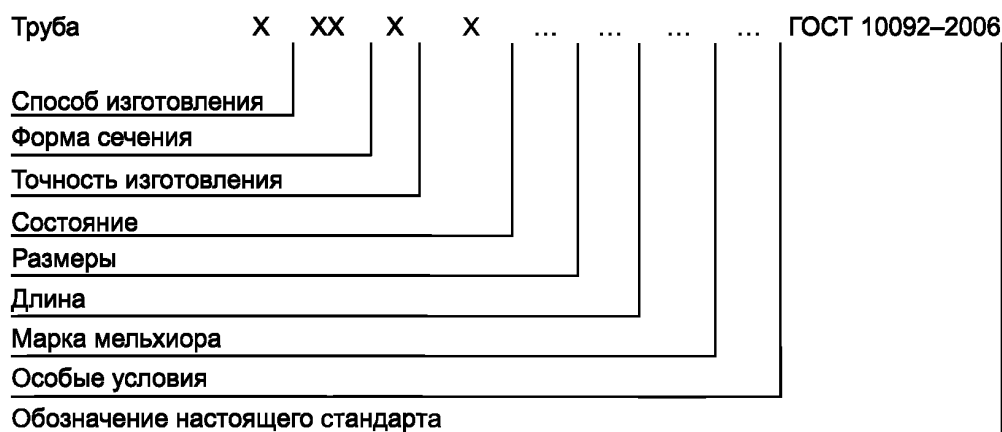 Труба X XX X X ... ... ... ... ГОСТ 10092–2006
Способ изготовления
Форма сечения
Точность изготовления
Состояние
Размеры
Длина
Марка мельхиора
Особые условия
Обозначение настоящего стандарта